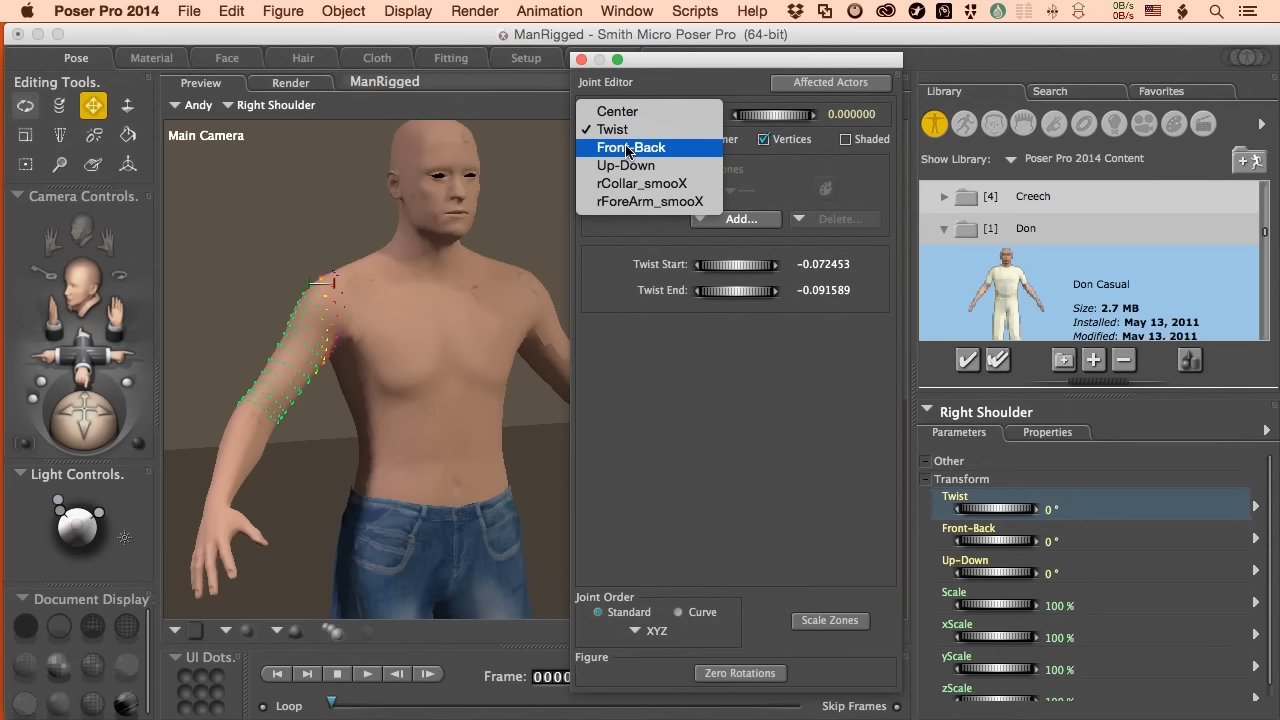 Poser Pro 2014 File Edit Figure Object Display Render Animation Window Scripts Help
0B/s
0B/s
ManRigged - Smith Micro Poser Pro (64-bit)
Pose Material Face Hair Cloth Fitting Setup
Editing Tools.
Camera Controls.
Light Controls.
Document Display
Preview Render ManRigged
Andy Right Shoulder
Main Camera
UI Dots.
Loop
Frame: 0000
Skip Frames
Joint Editor Affected Actors
Center
Twist
Front-Back
Up-Down
rCollar_smooX
rForeArm_smooX
0.000000
Vertices Shaded
Add... Delete...
Twist Start: -0.072453
Twist End: -0.091589
Joint Order
Standard Curve
XYZ
Scale Zones
Figure
Zero Rotations
Library Search Favorites
Show Library: Poser Pro 2014 Content
[4] Creech
[1] Don
Don Casual
Size: 2.7 MB
Installed: May 13, 2011
Modified: May 13, 2011
Right Shoulder
Parameters Properties
Other
Transform
Twist
0 °
Front-Back
0 °
Up-Down
0 °
Scale
100 %
xScale
100 %
yScale
100 %
zScale
100 %